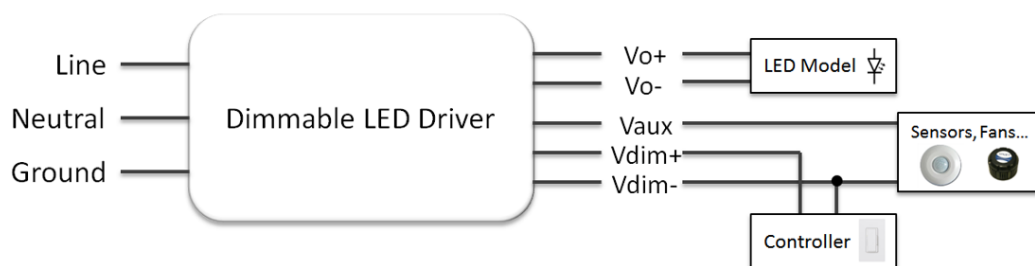 Line
Neutral
Ground
Dimmable LED Driver
Vo+
Vo-
Vaux
Vdim+
Vdim-
LED Model
Sensors, Fans...
Controller